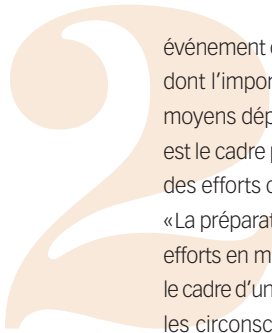 2
événement
dont l'impor
moyens dép
est le cadre
des efforts
«La préparat
efforts en m
le cadre d'un
les circonsc